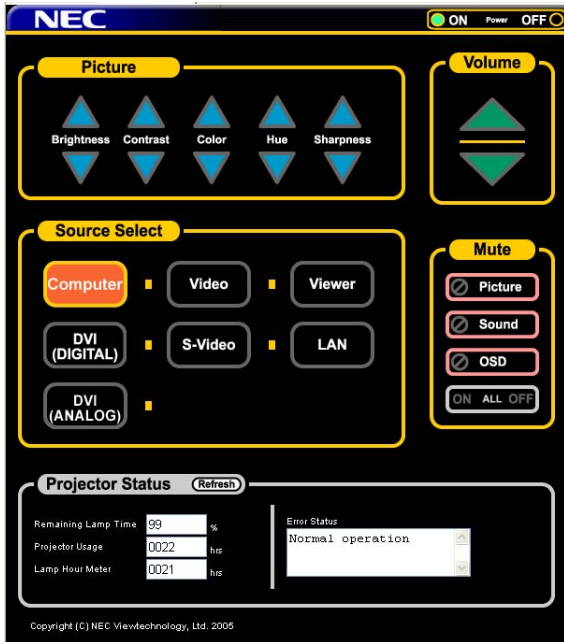 NEC
ON Power OFF
Picture
Volume
Brightness Contrast Color Hue Sharpness
Source Select
Mute
Computer Video Viewer
Picture
DVI (DIGITAL) S-Video LAN
Sound
OSD
DVI (ANALOG)
ON ALL OFF
Projector Status Refresh
Remaining Lamp Time 99 %
Projector Usage 0022 hrs
Lamp Hour Meter 0021 hrs
Error Status
Normal operation
Copyright (C) NEC Viewtechnology, Ltd. 2005